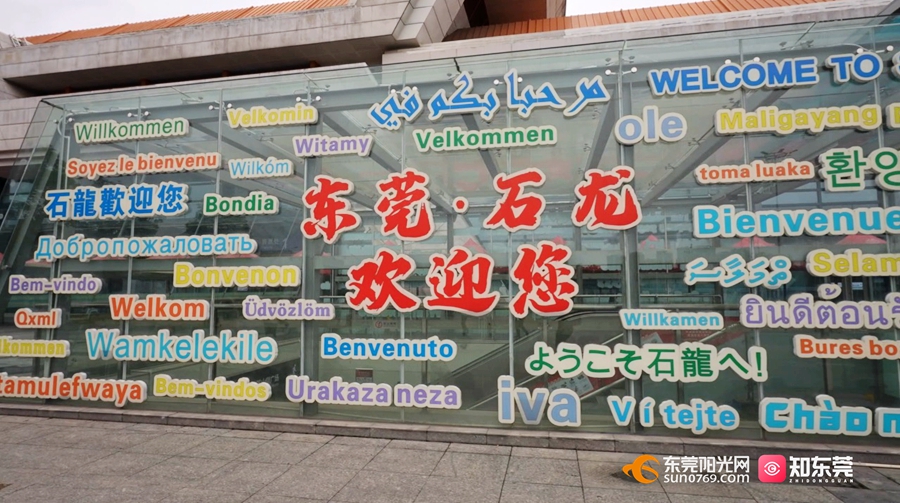 مرحبا بكم في
WELCOME TO
Willkommen
Velkomin
Velkommen
ole
Maligayang
Witamy
Soyez le bienvenu
Wilkóm
toma luaka
환영
石龍歡迎您
Bondia
东莞·石龙
Bienvenue
Добропожаловать
欢迎您
Bem-vindo
Bonvenon
Selam
Welkom
Üdvözlöm
Willkamen
ยินดีต้อนรั
Qxml
Wamkelekile
Benvenuto
ようこそ石龍へ!
Bures bo
lkommen
tamulefwaya
Bem-vindos
Urakaza neza
iva
Ví tejte
Chào m
东莞阳光网
SUN0769.COM
知东莞
ZHIDONGGUAN